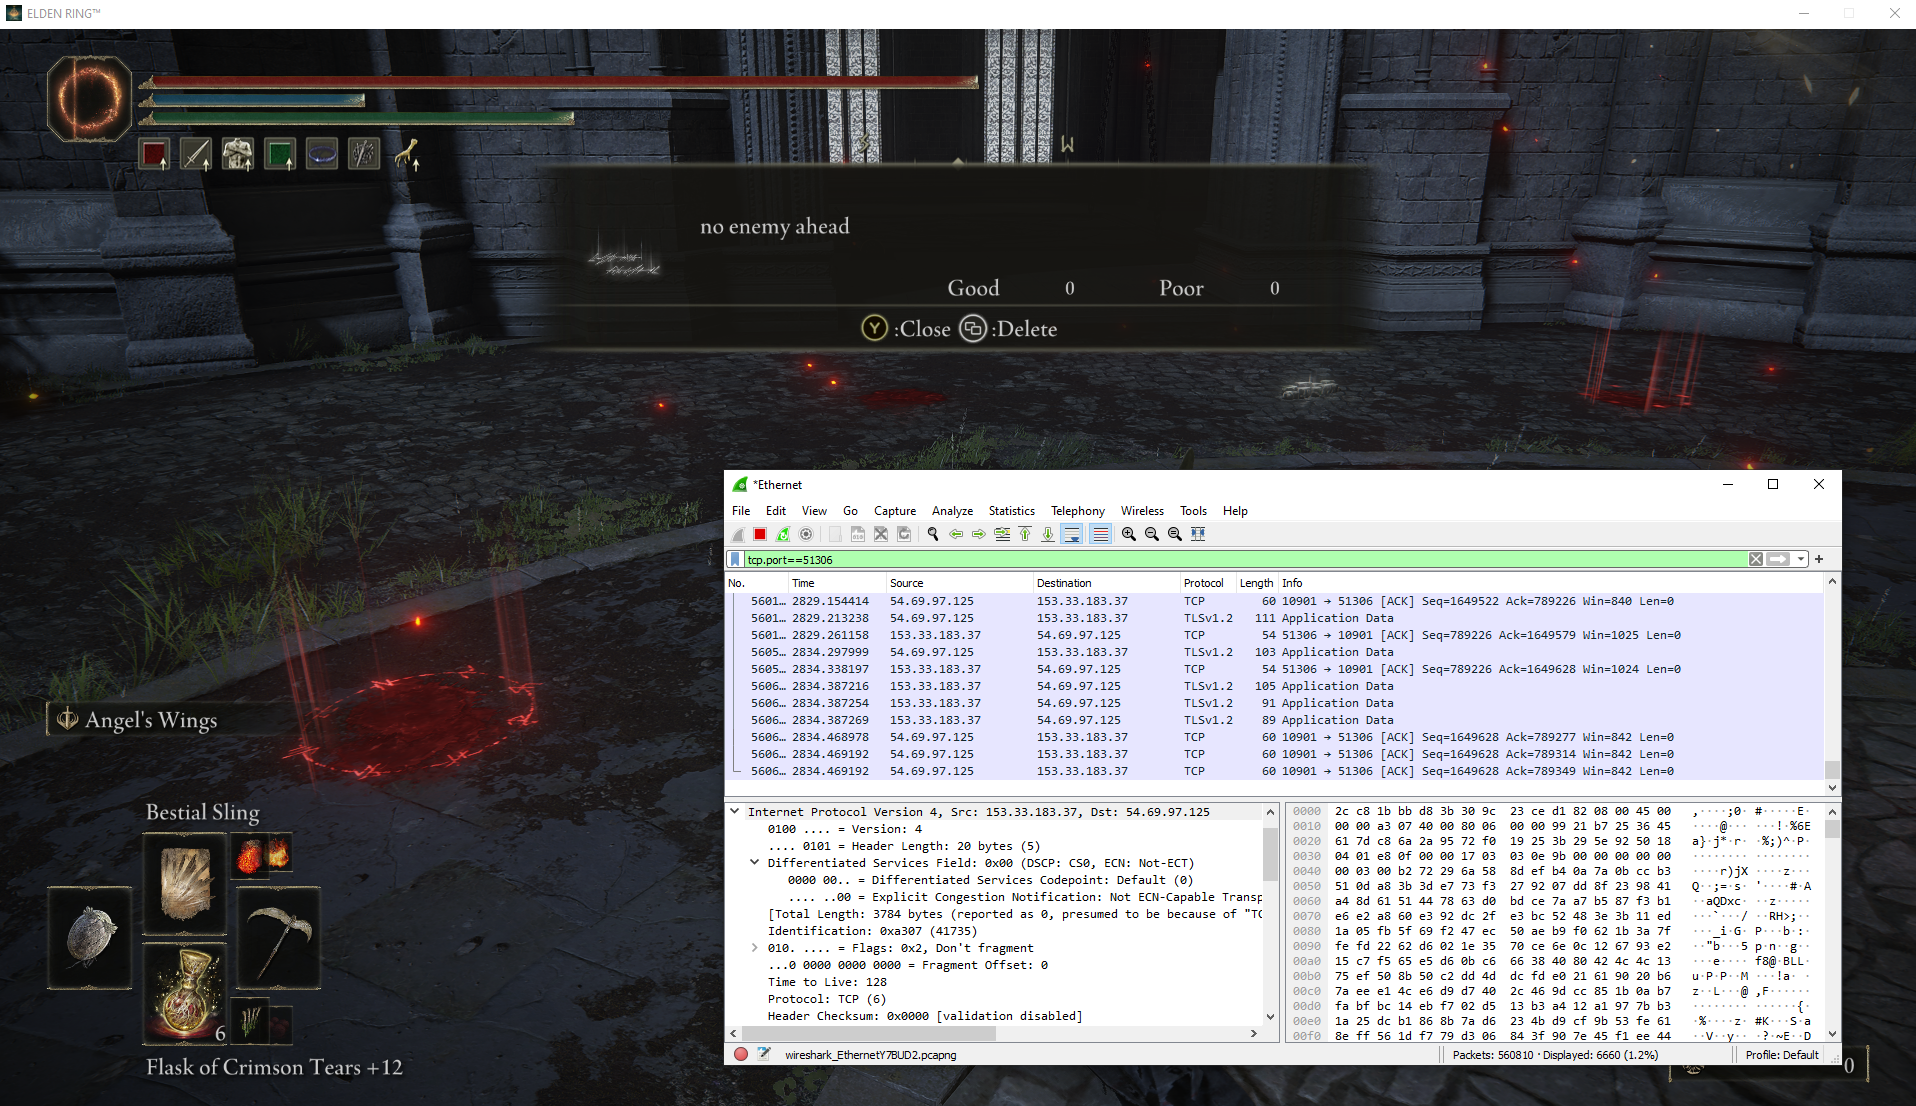 ELDEN RING™
S
W
no enemy ahead
Good 0 Poor 0
Y :Close :Delete
Angel's Wings
Bestial Sling
6
Flask of Crimson Tears +12
0
*Ethernet
File Edit View Go Capture Analyze Statistics Telephony Wireless Tools Help
tcp.port==51306
No. Time Source Destination Protocol Length Info
5601… 2829.154414 54.69.97.125 153.33.183.37 TCP 60 10901 → 51306 [ACK] Seq=1649522 Ack=789226 Win=840 Len=0
5601… 2829.213238 54.69.97.125 153.33.183.37 TLSv1.2 111 Application Data
5601… 2829.261158 153.33.183.37 54.69.97.125 TCP 54 51306 → 10901 [ACK] Seq=789226 Ack=1649579 Win=1025 Len=0
5605… 2834.297999 54.69.97.125 153.33.183.37 TLSv1.2 103 Application Data
5605… 2834.338197 153.33.183.37 54.69.97.125 TCP 54 51306 → 10901 [ACK] Seq=789226 Ack=1649628 Win=1024 Len=0
5606… 2834.387216 153.33.183.37 54.69.97.125 TLSv1.2 105 Application Data
5606… 2834.387254 153.33.183.37 54.69.97.125 TLSv1.2 91 Application Data
5606… 2834.387269 153.33.183.37 54.69.97.125 TLSv1.2 89 Application Data
5606… 2834.468978 54.69.97.125 153.33.183.37 TCP 60 10901 → 51306 [ACK] Seq=1649628 Ack=789277 Win=842 Len=0
5606… 2834.469192 54.69.97.125 153.33.183.37 TCP 60 10901 → 51306 [ACK] Seq=1649628 Ack=789314 Win=842 Len=0
5606… 2834.469192 54.69.97.125 153.33.183.37 TCP 60 10901 → 51306 [ACK] Seq=1649628 Ack=789349 Win=842 Len=0
Internet Protocol Version 4, Src: 153.33.183.37, Dst: 54.69.97.125
0100 .... = Version: 4
.... 0101 = Header Length: 20 bytes (5)
Differentiated Services Field: 0x00 (DSCP: CS0, ECN: Not-ECT)
0000 00.. = Differentiated Services Codepoint: Default (0)
.... ..00 = Explicit Congestion Notification: Not ECN-Capable Transp
[Total Length: 3784 bytes (reported as 0, presumed to be because of "TC
Identification: 0xa307 (41735)
010. .... = Flags: 0x2, Don't fragment
...0 0000 0000 0000 = Fragment Offset: 0
Time to Live: 128
Protocol: TCP (6)
Header Checksum: 0x0000 [validation disabled]
0000 2c c8 1b bb d8 3b 30 9c 23 ce d1 82 08 00 45 00 ,····;0· #·····E·
0010 00 00 a3 07 40 00 80 06 00 00 99 21 b7 25 36 45 ····@··· ···!·%6E
0020 61 7d c8 6a 2a 95 72 f0 19 25 3b 29 5e 92 50 18 a}·j*·r· ·%;)^·P·
0030 04 01 e8 0f 00 00 17 03 03 0e 9b 00 00 00 00 00 ········ ········
0040 00 03 00 b2 72 29 6a 58 8d ef b4 0a 7a 0b cc b3 ····r)jX ····z···
0050 51 0d a8 3b 3d e7 73 f3 27 92 07 dd 8f 23 98 41 Q··;=·s· '····#·A
0060 a4 8d 61 51 44 78 63 d0 bd ce 7a a7 b5 87 f3 b1 ··aQDxc· ··z·····
0070 e6 e2 a8 60 e3 92 dc 2f e3 bc 52 48 3e 3b 11 ed ···`···/ ··RH>;··
0080 1a 05 fb 5f 69 f2 47 ec 50 ae b9 f0 62 1b 3a 7f ···_i·G· P···b·:·
0090 fe fd 22 62 d6 02 1e 35 70 ce 6e 0c 12 67 93 e2 ··"b···5 p·n··g··
00a0 15 c7 f5 65 e5 d6 0b c6 66 38 40 80 42 4c 4c 13 ···e···· f8@·BLL·
00b0 75 ef 50 8b 50 c2 dd 4d dc fd e0 21 61 90 20 b6 u·P·P··M ···!a· ·
00c0 7a ee e1 4c e6 d9 d7 40 2c 46 9d cc 85 1b 0a b7 z··L···@ ,F······
00d0 fa bf bc 14 eb f7 02 d5 13 b3 a4 12 a1 97 7b b3 ········ ······{·
00e0 1a 25 dc b1 86 8b 7a d6 23 4b d9 cf 9b 53 fe 61 ·%····z· #K···S·a
00f0 8e ff 56 1d f7 79 d3 06 84 3f 90 7e 45 f1 ee 44 ··V··y·· ·?·~E··D
wireshark_EthernetY7BUD2.pcapng
Packets: 560810 · Displayed: 6660 (1.2%)
Profile: Default